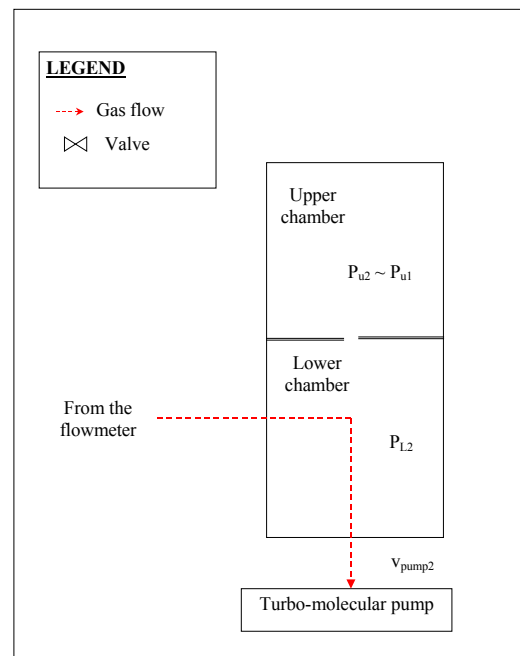 LEGEND
Gas flow
Valve
Upper
chamber
Pu2 ~ Pu1
Lower
chamber
From the
flowmeter
PL2
vpump2
Turbo-molecular pump